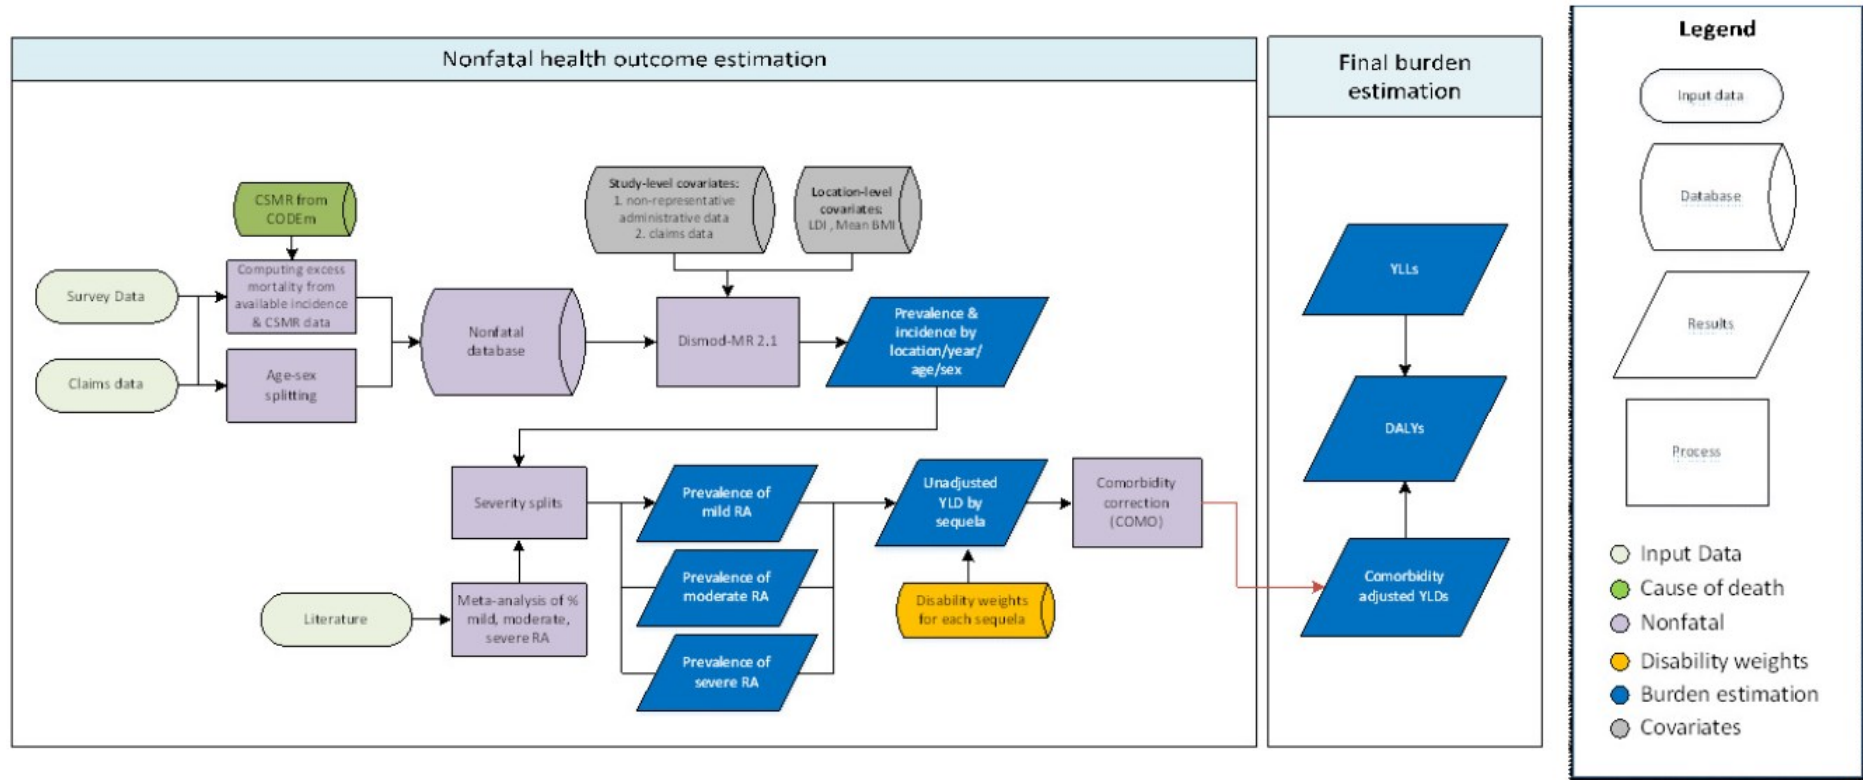 Nonfatal health outcome estimation
Final burden
estimation
Legend
Input data
Database
Results
Process
Input Data
Cause of death
Nonfatal
Disability weights
Burden estimation
Covariates
CSMR from
CODEm
Study-level covariates:
1. non-representative
administrative data
2. claims data
Location-level
covariates:
LDI , Mean BMI
Survey Data
Claims data
Computing excess
mortality from
available incidence
& CSMR data
Age-sex
splitting
Nonfatal
database
Dismod-MR 2.1
Prevalence &
incidence by
location/year/
age/sex
Severity splits
Literature
Meta-analysis of %
mild, moderate,
severe RA
Prevalence of
mild RA
Prevalence of
moderate RA
Prevalence of
severe RA
Unadjusted
YLD by
sequela
Disability weights
for each sequela
Comorbidity
correction
(COMO)
YLLs
DALYs
Comorbidity
adjusted YLDs